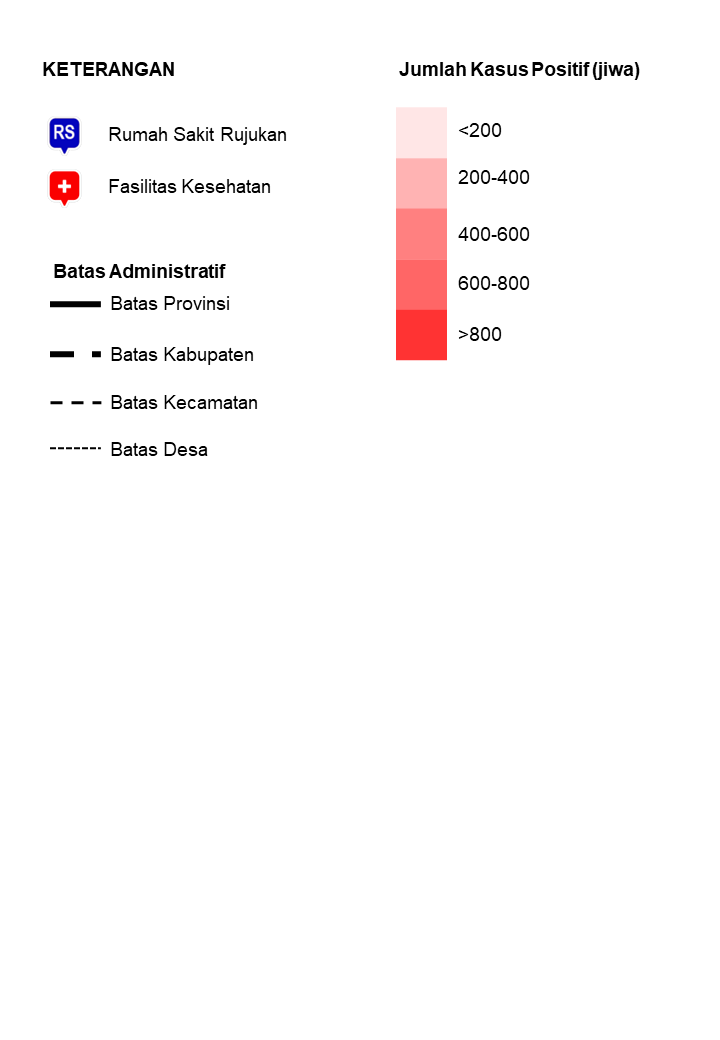 KETERANGAN
RS
Rumah Sakit Rujukan
Fasilitas Kesehatan
Batas Administratif
Batas Provinsi
Batas Kabupaten
Batas Kecamatan
Batas Desa
Jumlah Kasus Positif (jiwa)
<200
200-400
400-600
600-800
>800